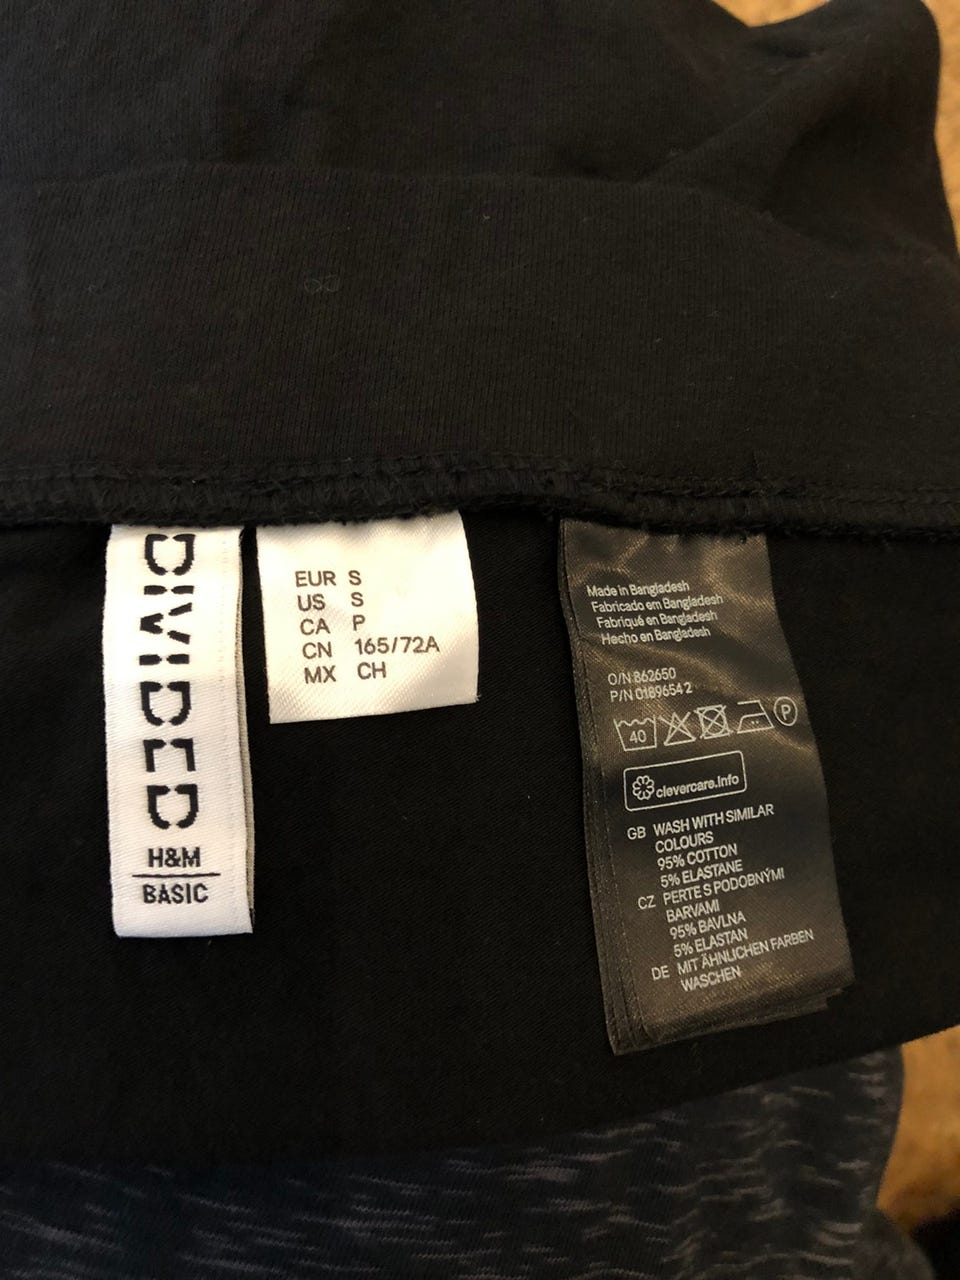 DIVIDED
H&M
BASIC
EUR S
US S
CA P
CN 165/72A
MX CH
Made in Bangladesh
Fabricado em Bangladesh
Fabriqué en Bangladesh
Hecho en Bangladesh
O/N 862650
P/N 0189654 2
40
P
clevercare.info
GB WASH WITH SIMILAR
COLOURS
95% COTTON
5% ELASTANE
CZ PERTE S PODOBNÝMI
BARVAMI
95% BAVLNA
5% ELASTAN
DE MIT ÄHNLICHEN FARBEN
WASCHEN